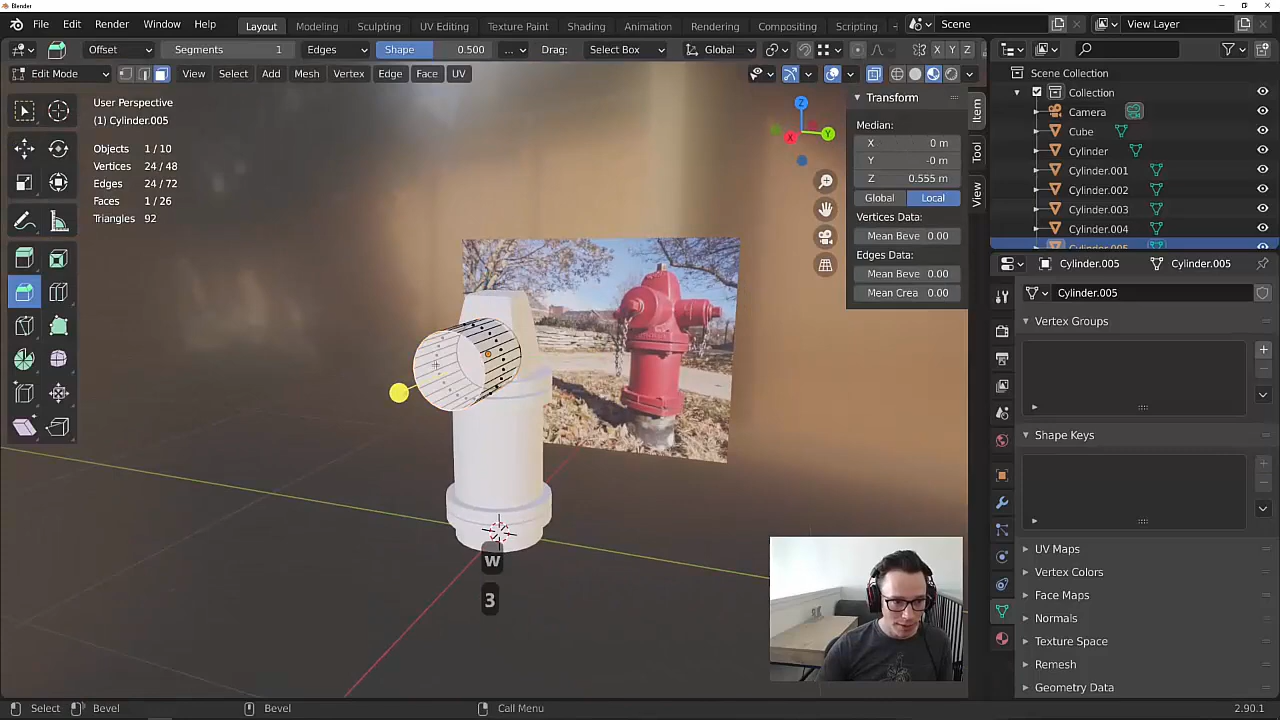 Blender
File Edit Render Window Help Layout Modeling Sculpting UV Editing Texture Paint Shading Animation Rendering Compositing Scripting Scene View Layer
Offset Segments 1 Edges Shape 0.500 ... Drag: Select Box Global X Y Z
Edit Mode View Select Add Mesh Vertex Edge Face UV
User Perspective
(1) Cylinder.005
Objects 1/10
Vertices 24/48
Edges 24/72
Faces 1/26
Triangles 92
Z
X
Y
Transform
Median:
X 0 m
Y -0 m
Z 0.555 m
Global Local
Vertices Data:
Mean Beve 0.00
Edges Data:
Mean Beve 0.00
Mean Crea 0.00
Item
Tool
View
w
3
Scene Collection
Collection
Camera
Cube
Cylinder
Cylinder.001
Cylinder.002
Cylinder.003
Cylinder.004
Cylinder.005
Cylinder.005 Cylinder.005
Cylinder.005
Vertex Groups
Shape Keys
UV Maps
Vertex Colors
Face Maps
Normals
Texture Space
Remesh
Geometry Data
Select Bevel Bevel Call Menu 2.90.1